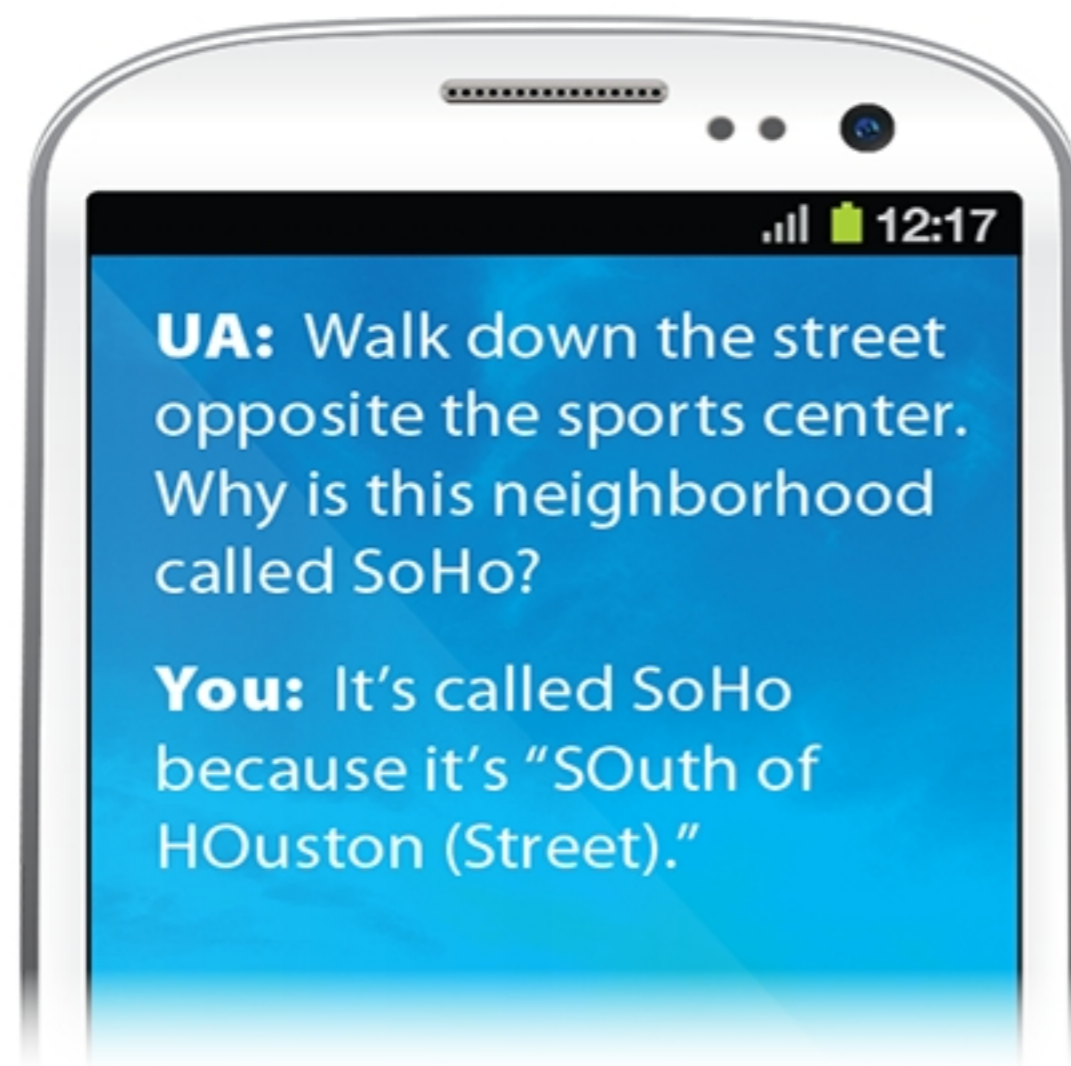 12:17
UA: Walk down the street
opposite the sports center.
Why is this neighborhood
called SoHo?
You: It's called SoHo
because it's “SOuth of
HOuston (Street).”